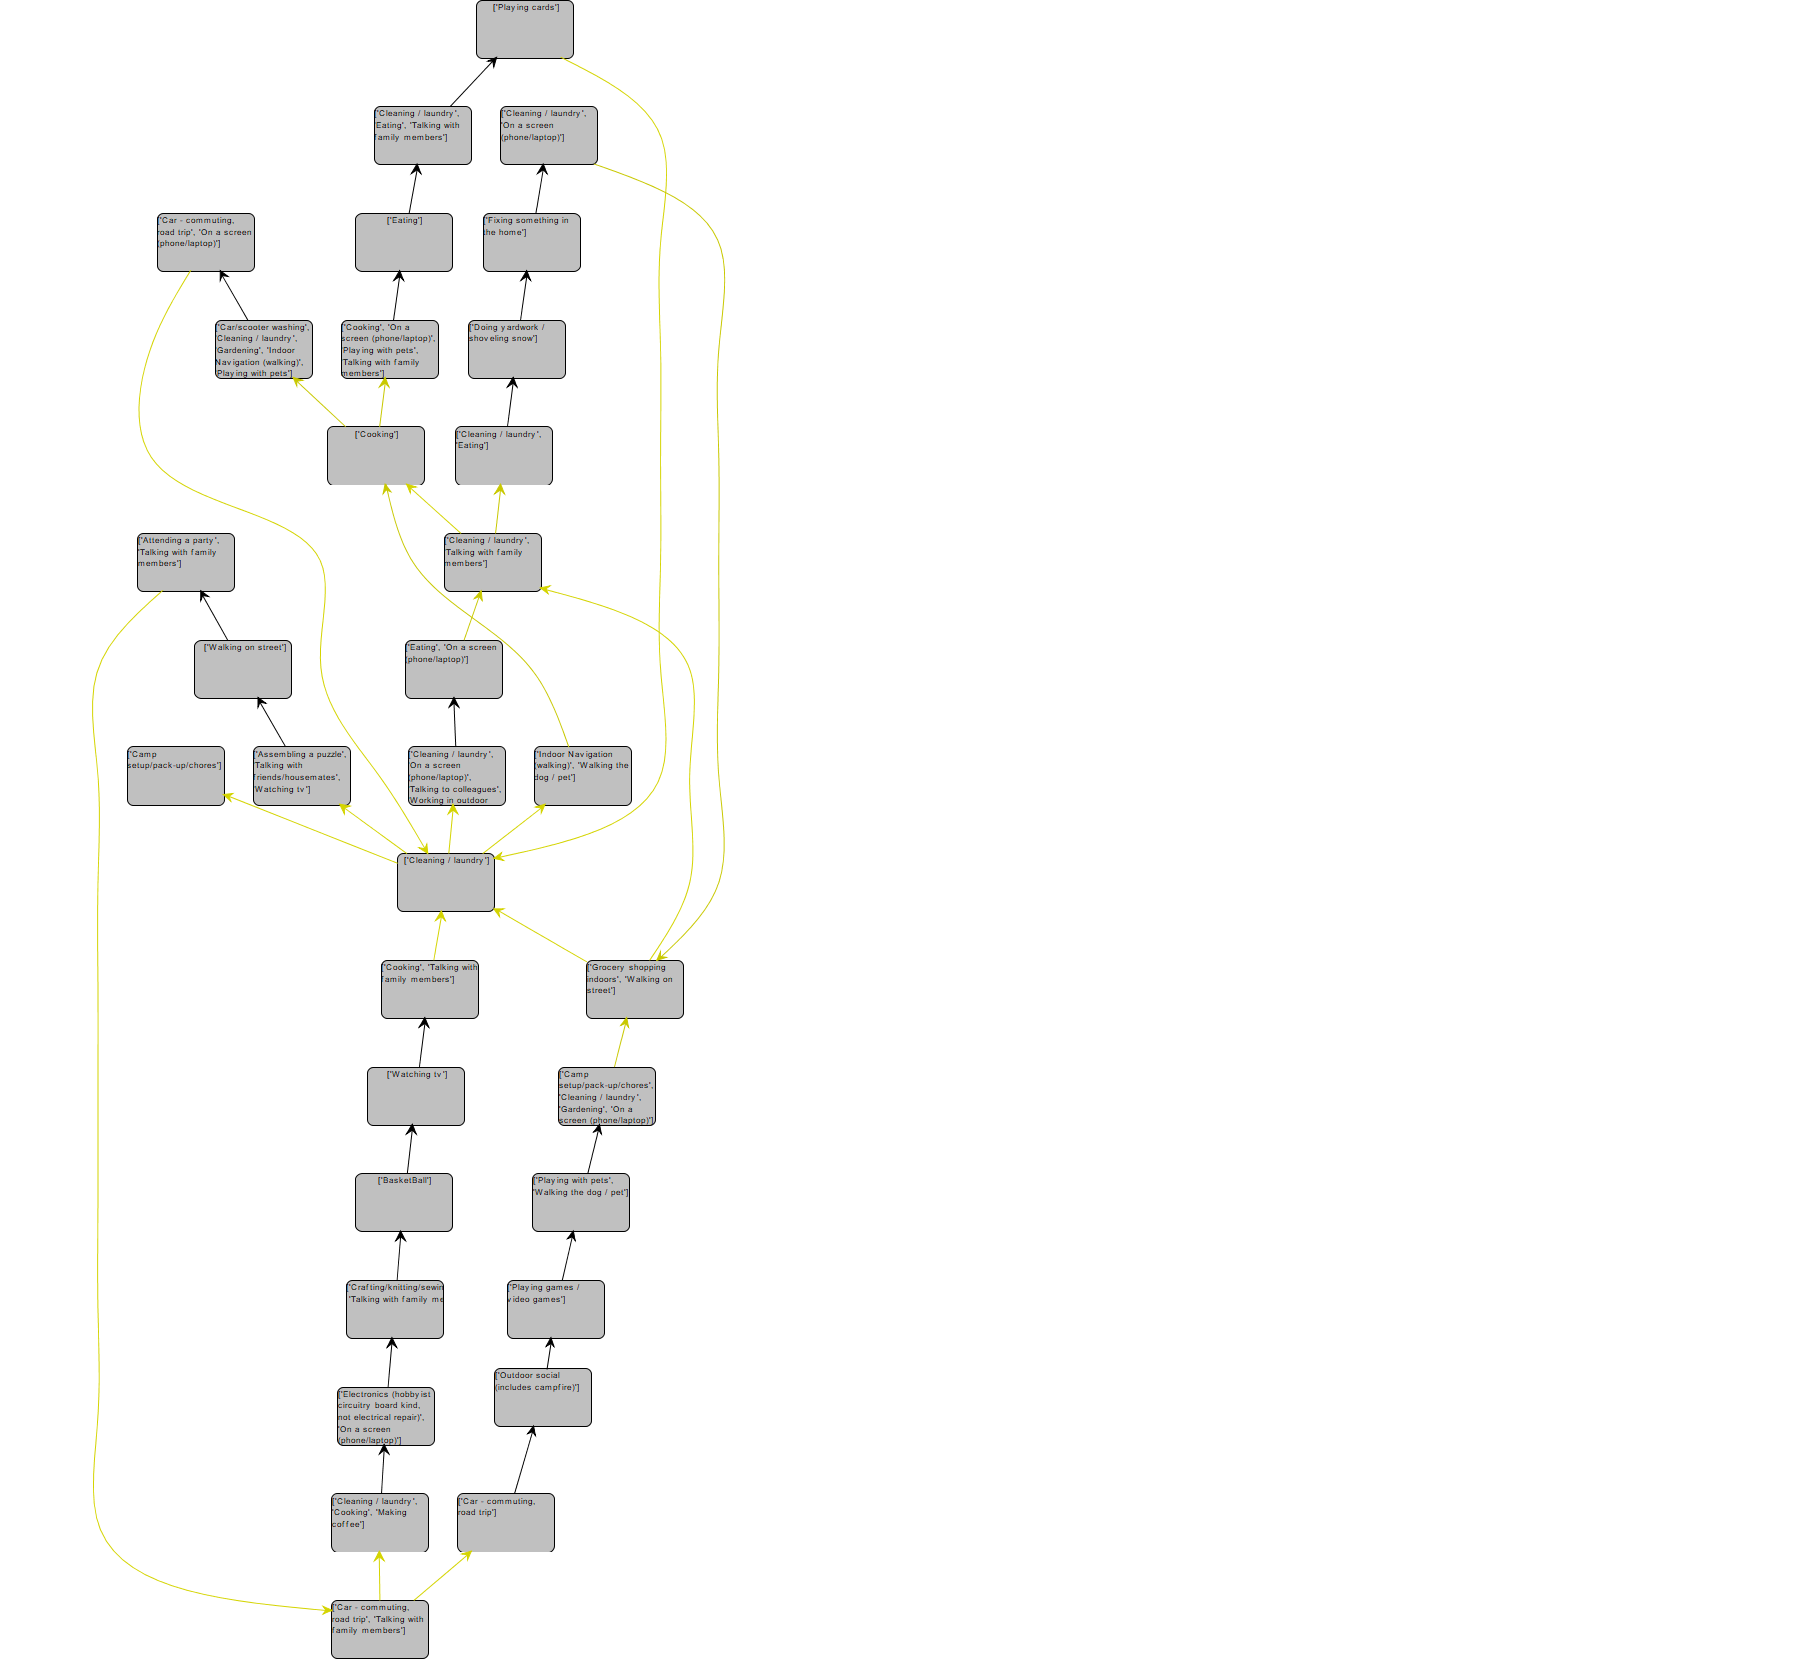 ['Playing cards']
['Cleaning / laundry',
'Eating', 'Talking with
family members']
['Cleaning / laundry',
'On a screen
(phone/laptop)']
['Car - commuting,
road trip', 'On a screen
(phone/laptop)']
['Eating']
['Fixing something in
the home']
['Car/scooter washing',
'Cleaning / laundry',
'Gardening', 'Indoor
Navigation (walking)',
'Playing with pets']
['Cooking', 'On a
screen (phone/laptop)',
'Playing with pets',
'Talking with family
members']
['Doing yardwork /
shoveling snow']
['Cooking']
['Cleaning / laundry',
'Eating']
['Attending a party',
'Talking with family
members']
['Cleaning / laundry',
'Talking with family
members']
['Walking on street']
['Eating', 'On a screen
(phone/laptop)']
['Camp
setup/pack-up/chores']
['Assembling a puzzle',
'Talking with
friends/housemates',
'Watching tv']
['Cleaning / laundry',
'On a screen
(phone/laptop)',
'Talking to colleagues',
'Working in outdoor
['Indoor Navigation
(walking)', 'Walking the
dog / pet']
['Cleaning / laundry']
['Cooking', 'Talking with
family members']
['Grocery shopping
indoors', 'Walking on
street']
['Watching tv']
['Camp
setup/pack-up/chores',
'Cleaning / laundry',
'Gardening', 'On a
screen (phone/laptop)']
['BasketBall']
['Playing with pets',
'Walking the dog / pet']
['Crafting/knitting/sewin
'Talking with family me
['Playing games /
video games']
['Outdoor social
(includes campfire)']
['Electronics (hobbyist
circuitry board kind,
not electrical repair)',
'On a screen
(phone/laptop)']
['Cleaning / laundry',
'Cooking', 'Making
coffee']
['Car - commuting,
road trip']
['Car - commuting,
road trip', 'Talking with
family members']